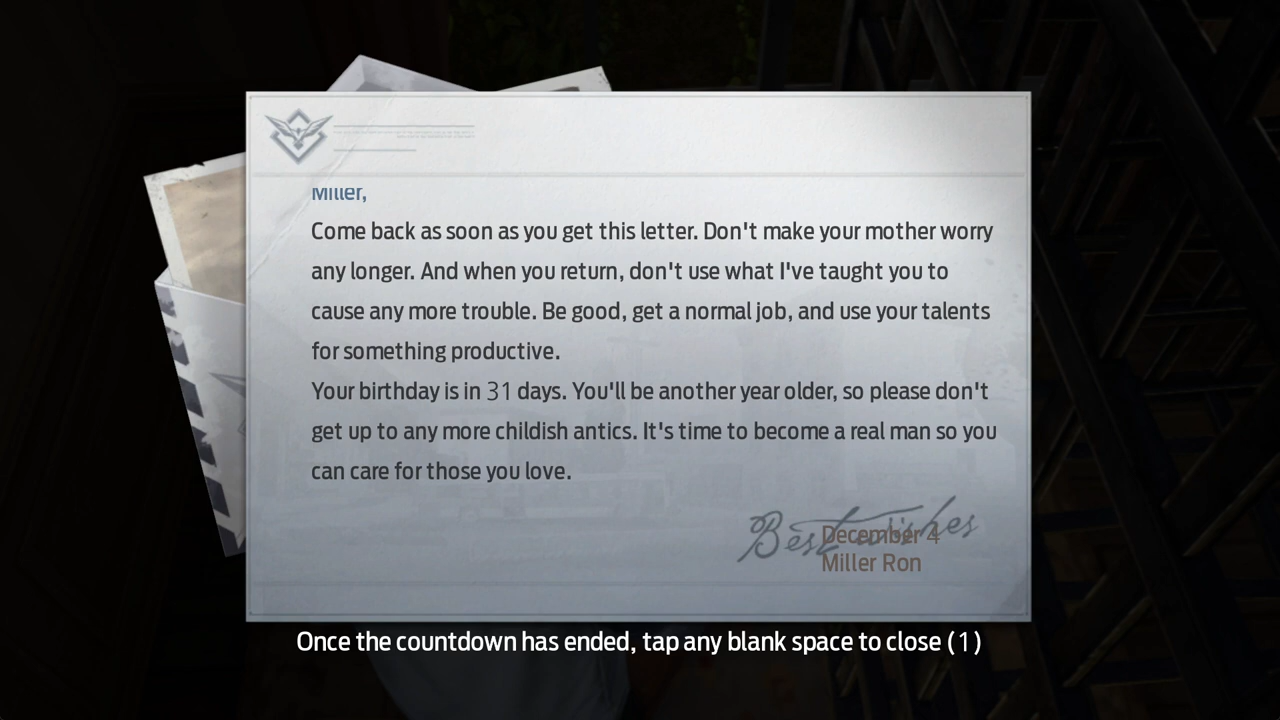 Miller,
Come back as soon as you get this letter. Don't make your mother worry
any longer. And when you return, don't use what I've taught you to
cause any more trouble. Be good, get a normal job, and use your talents
for something productive.
Your birthday is in 31 days. You'll be another year older, so please don't
get up to any more childish antics. It's time to become a real man so you
can care for those you love.
Best wishes
December 4
Miller Ron
Once the countdown has ended, tap any blank space to close (1)